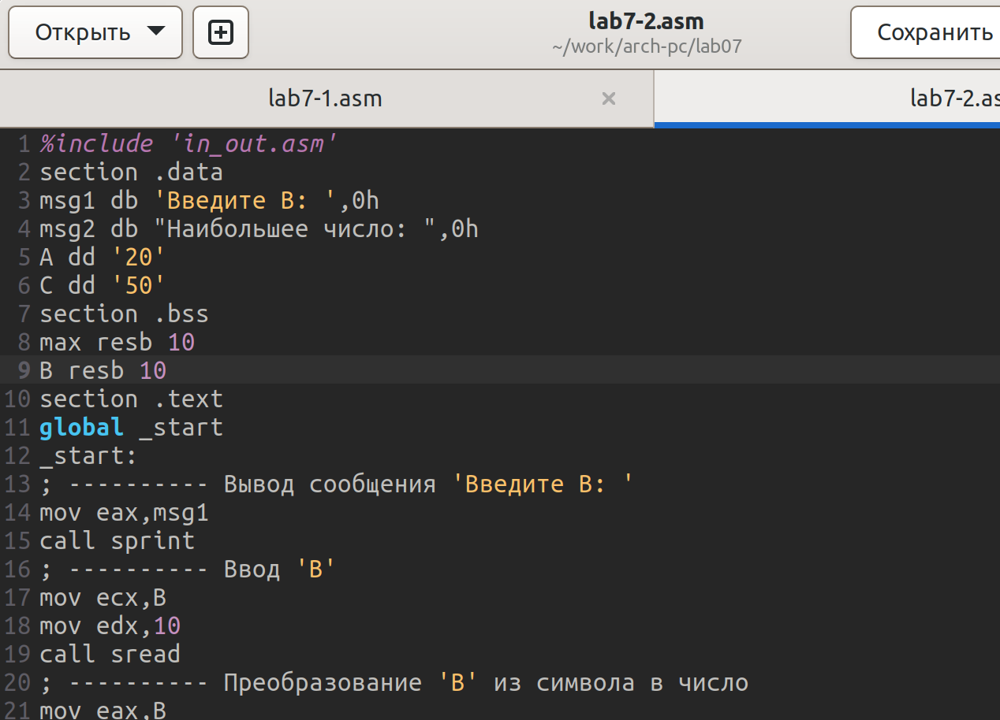 Открыть
lab7-2.asm
~/work/arch-pc/lab07
Сохранить
lab7-1.asm
lab7-2.as
1 %include 'in_out.asm'
2 section .data
3 msg1 db 'Введите B: ',0h
4 msg2 db "Наибольшее число: ",0h
5 A dd '20'
6 C dd '50'
7 section .bss
8 max resb 10
9 B resb 10
10 section .text
11 global _start
12 _start:
13 ; ---------- Вывод сообщения 'Введите B: '
14 mov eax,msg1
15 call sprint
16 ; ---------- Ввод 'B'
17 mov ecx,B
18 mov edx,10
19 call sread
20 ; ---------- Преобразование 'B' из символа в число
21 mov eax,B